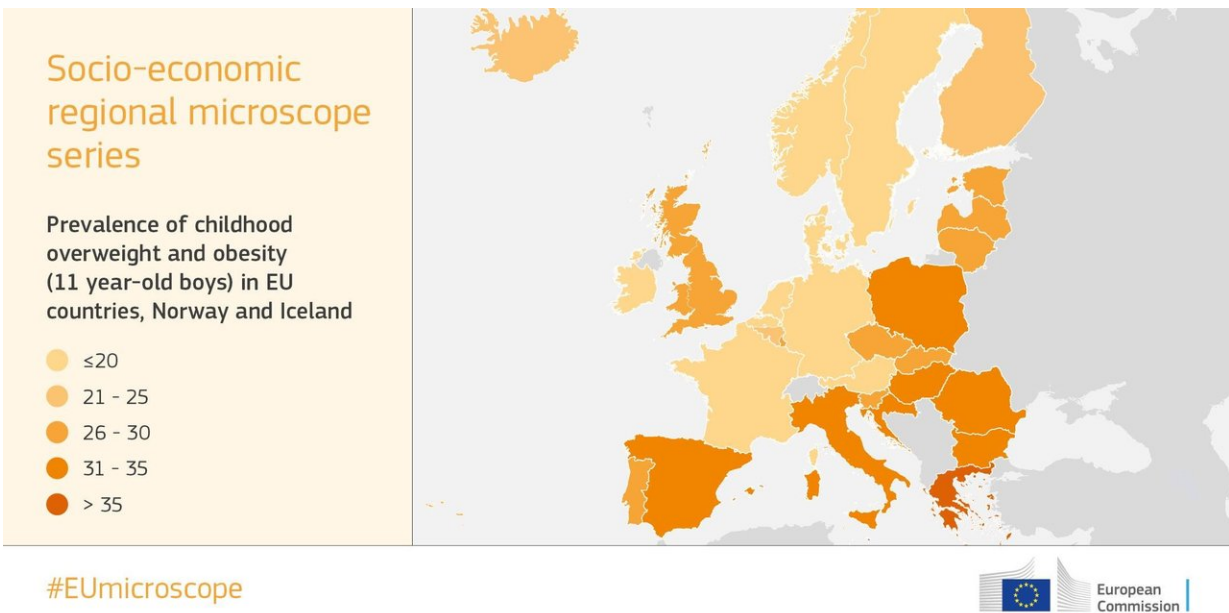 Socio-economic
regional microscope
series
Prevalence of childhood
overweight and obesity
(11 year-old boys) in EU
countries, Norway and Iceland
≤20
21 - 25
26 - 30
31 - 35
> 35
#EUmicroscope
European
Commission